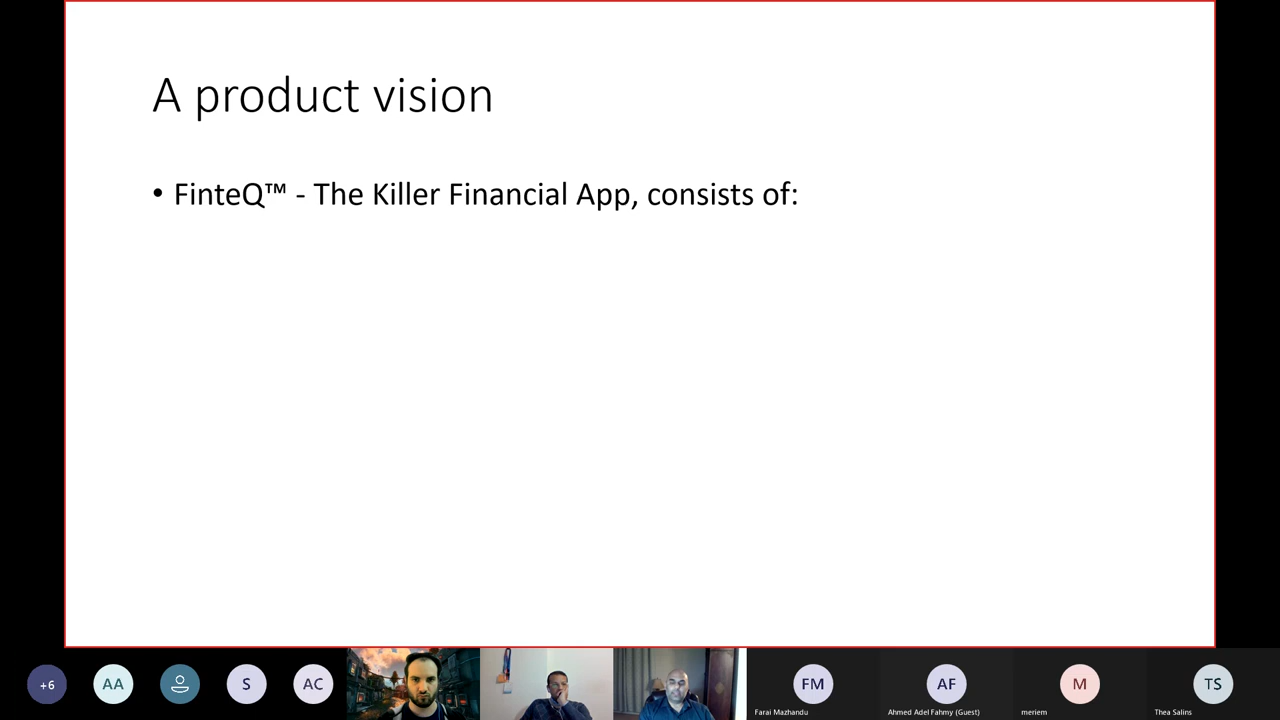 A product vision
• FinteQ™ - The Killer Financial App, consists of:
+6
AA
S
AC
FM
Farai Mazhandu
AF
Ahmed Adel Fahmy (Guest)
M
meriem
TS
Thea Salins